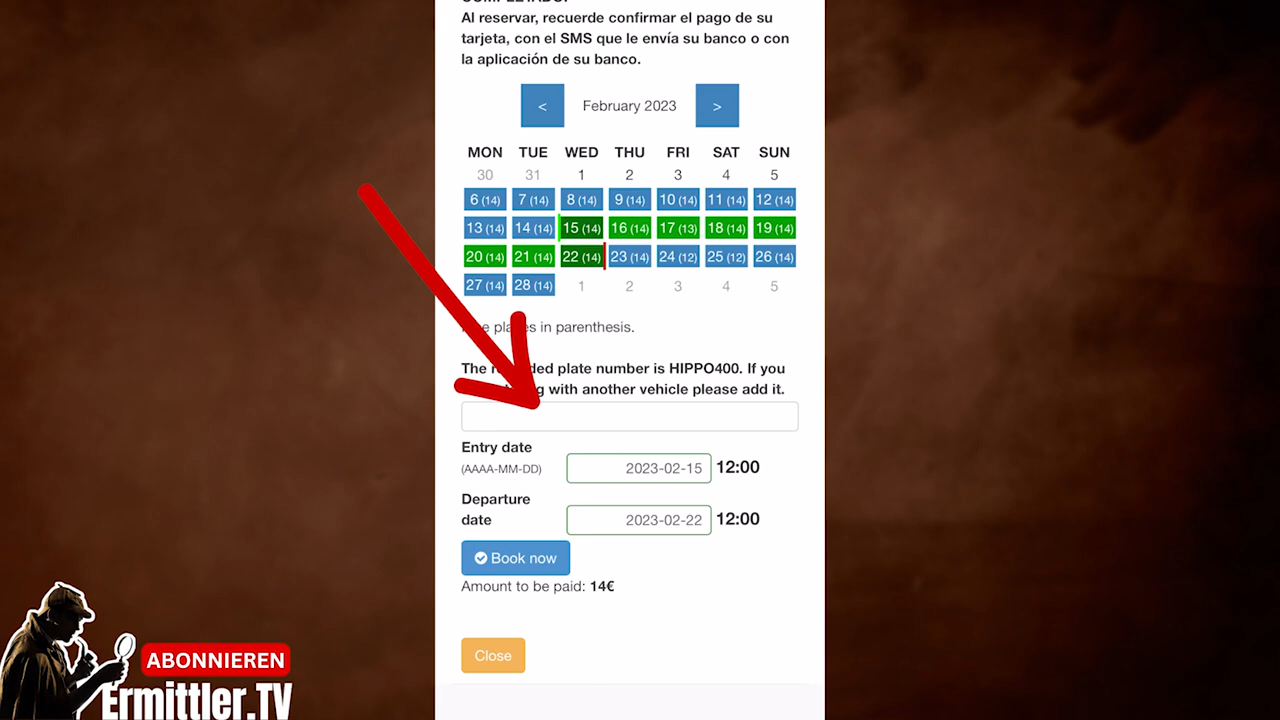 Al reservar, recuerde confirmar el pago de su
tarjeta, con el SMS que le envía su banco o con
la aplicación de su banco.
< February 2023 >
MON TUE WED THU FRI SAT SUN
30 31 1 2 3 4 5
6 (14) 7 (14) 8 (14) 9 (14) 10 (14) 11 (14) 12 (14)
13 (14) 14 (14) 15 (14) 16 (14) 17 (13) 18 (14) 19 (14)
20 (14) 21 (14) 22 (14) 23 (14) 24 (12) 25 (12) 26 (14)
27 (14) 28 (14) 1 2 3 4 5
in parenthesis.
The plate number is HIPPO400. If you
with another vehicle please add it.
Entry date
(AAAA-MM-DD) 2023-02-15 12:00
Departure
date 2023-02-22 12:00
Book now
Amount to be paid: 14€
Close
ABONNIEREN
Ermittler.TV